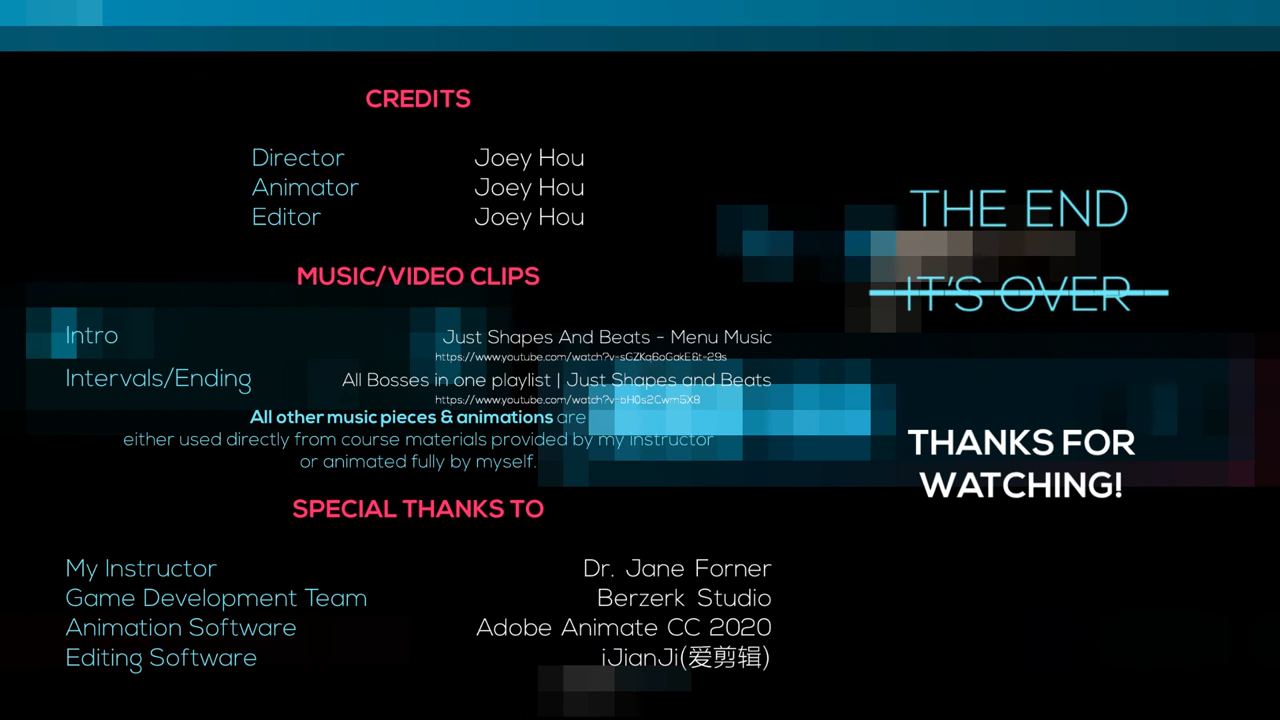 CREDITS
Director Joey Hou
Animator Joey Hou
Editor Joey Hou
MUSIC/VIDEO CLIPS
Intro Just Shapes And Beats - Menu Music
Intervals/Ending All Bosses in one playlist | Just Shapes and Beats
All other music pieces & animations are
either used directly from course materials provided by my instructor
or animated fully by myself.
SPECIAL THANKS TO
My Instructor Dr. Jane Forner
Game Development Team Berzerk Studio
Animation Software Adobe Animate CC 2020
Editing Software iJianJi(爱剪辑)
THE END
IT'S OVER
THANKS FOR
WATCHING!